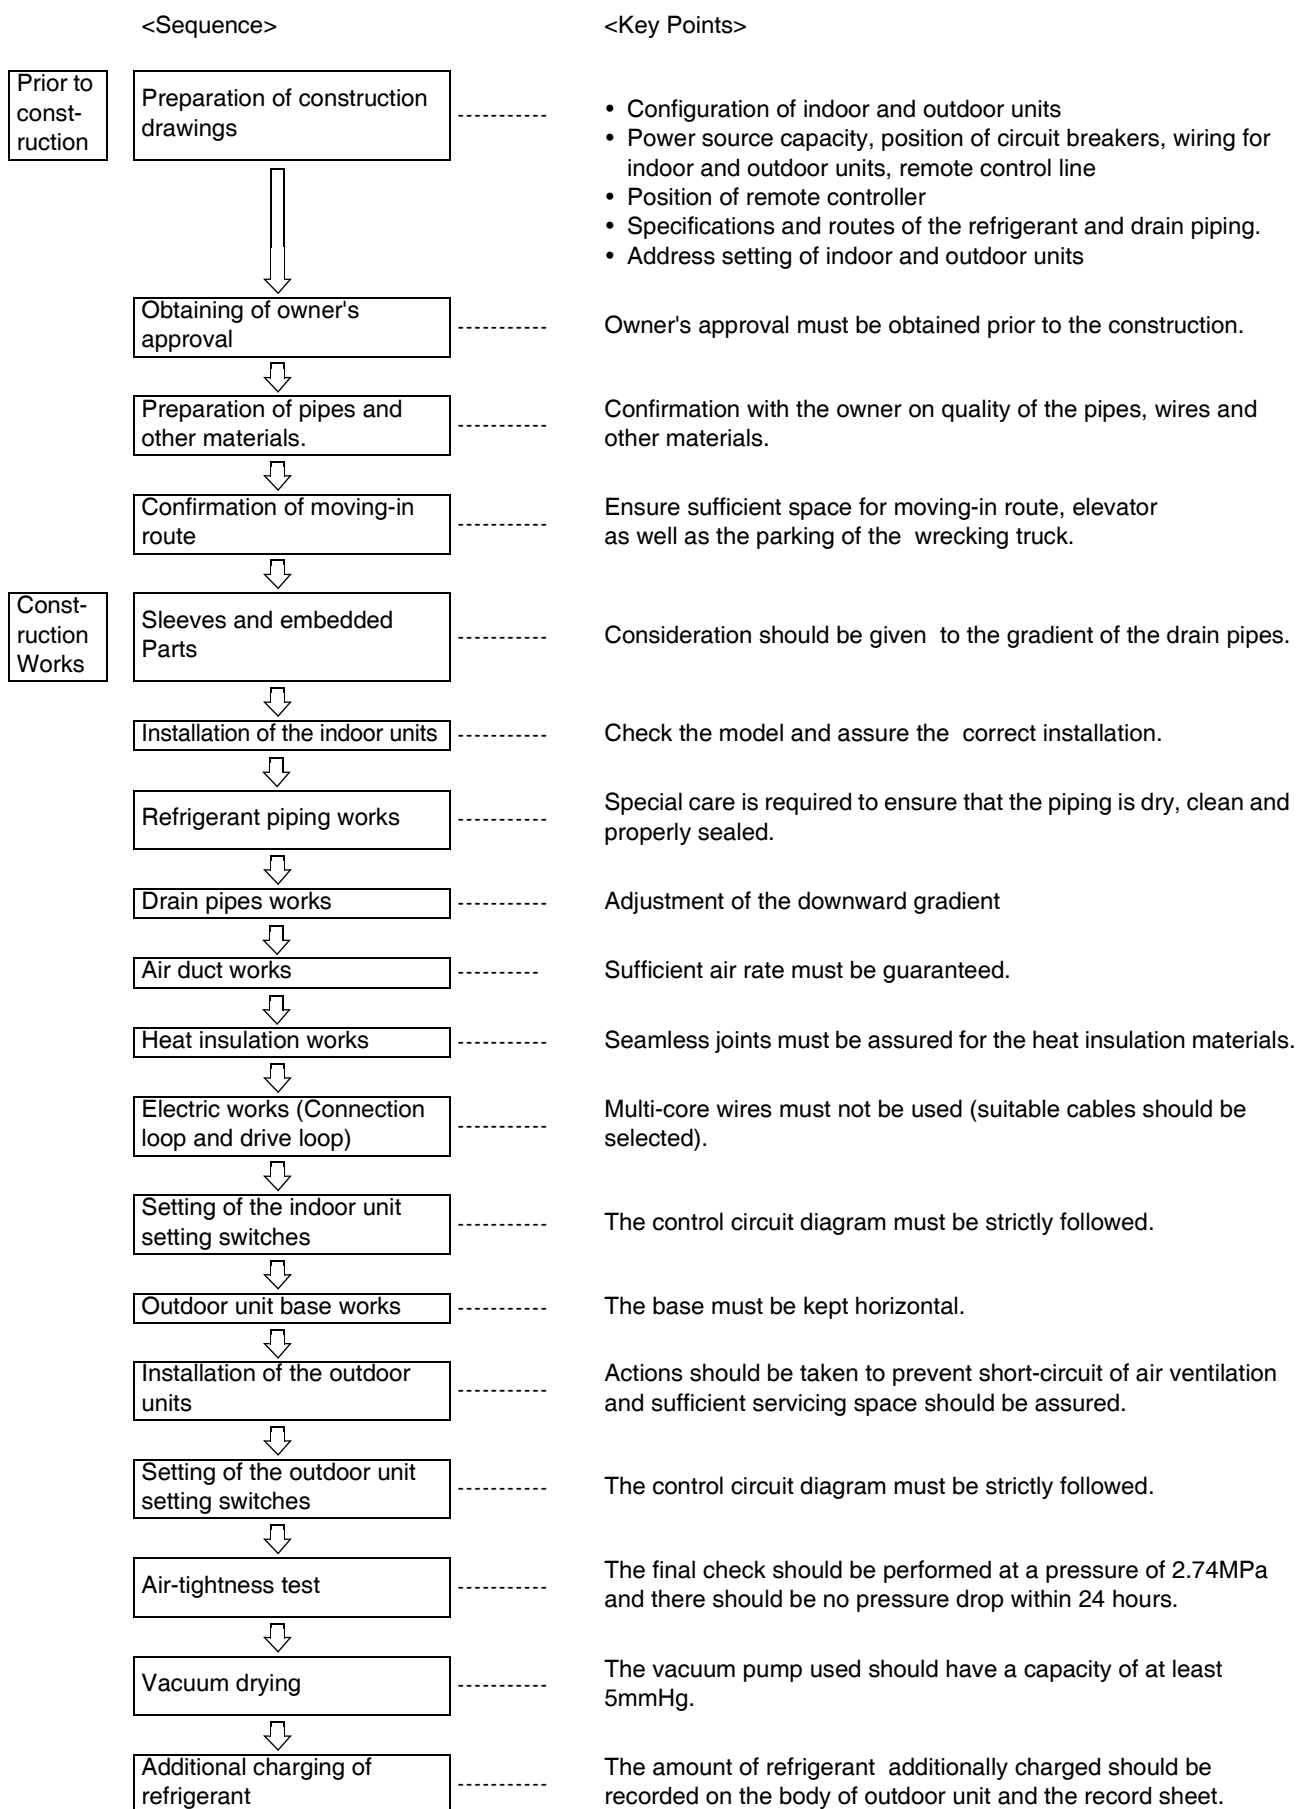 <Sequence>
<Key Points>
Prior to
const-
ruction
Preparation of construction
drawings
• Configuration of indoor and outdoor units
• Power source capacity, position of circuit breakers, wiring for
indoor and outdoor units, remote control line
• Position of remote controller
• Specifications and routes of the refrigerant and drain piping.
• Address setting of indoor and outdoor units
Obtaining of owner's
approval
Owner's approval must be obtained prior to the construction.
Preparation of pipes and
other materials.
Confirmation with the owner on quality of the pipes, wires and
other materials.
Confirmation of moving-in
route
Ensure sufficient space for moving-in route, elevator
as well as the parking of the wrecking truck.
Const-
ruction
Works
Sleeves and embedded
Parts
Consideration should be given to the gradient of the drain pipes.
Installation of the indoor units
Check the model and assure the correct installation.
Refrigerant piping works
Special care is required to ensure that the piping is dry, clean and
properly sealed.
Drain pipes works
Adjustment of the downward gradient
Air duct works
Sufficient air rate must be guaranteed.
Heat insulation works
Seamless joints must be assured for the heat insulation materials.
Electric works (Connection
loop and drive loop)
Multi-core wires must not be used (suitable cables should be
selected).
Setting of the indoor unit
setting switches
The control circuit diagram must be strictly followed.
Outdoor unit base works
The base must be kept horizontal.
Installation of the outdoor
units
Actions should be taken to prevent short-circuit of air ventilation
and sufficient servicing space should be assured.
Setting of the outdoor unit
setting switches
The control circuit diagram must be strictly followed.
Air-tightness test
The final check should be performed at a pressure of 2.74MPa
and there should be no pressure drop within 24 hours.
Vacuum drying
The vacuum pump used should have a capacity of at least
5mmHg.
Additional charging of
refrigerant
The amount of refrigerant additionally charged should be
recorded on the body of outdoor unit and the record sheet.